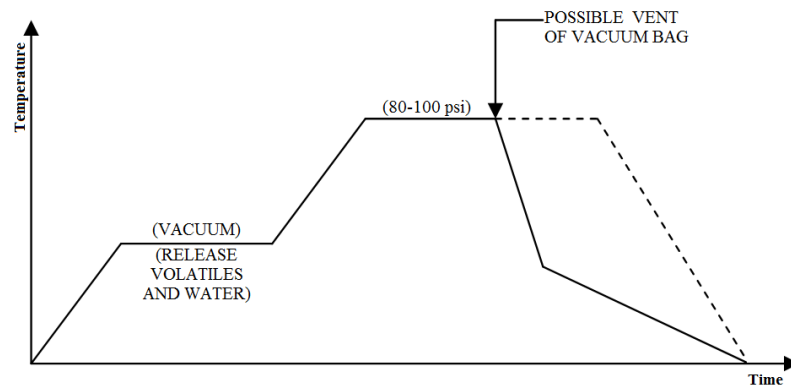 POSSIBLE VENT
OF VACUUM BAG
Temperature
(80-100 psi)
(VACUUM)
(RELEASE
VOLATILES
AND WATER)
Time